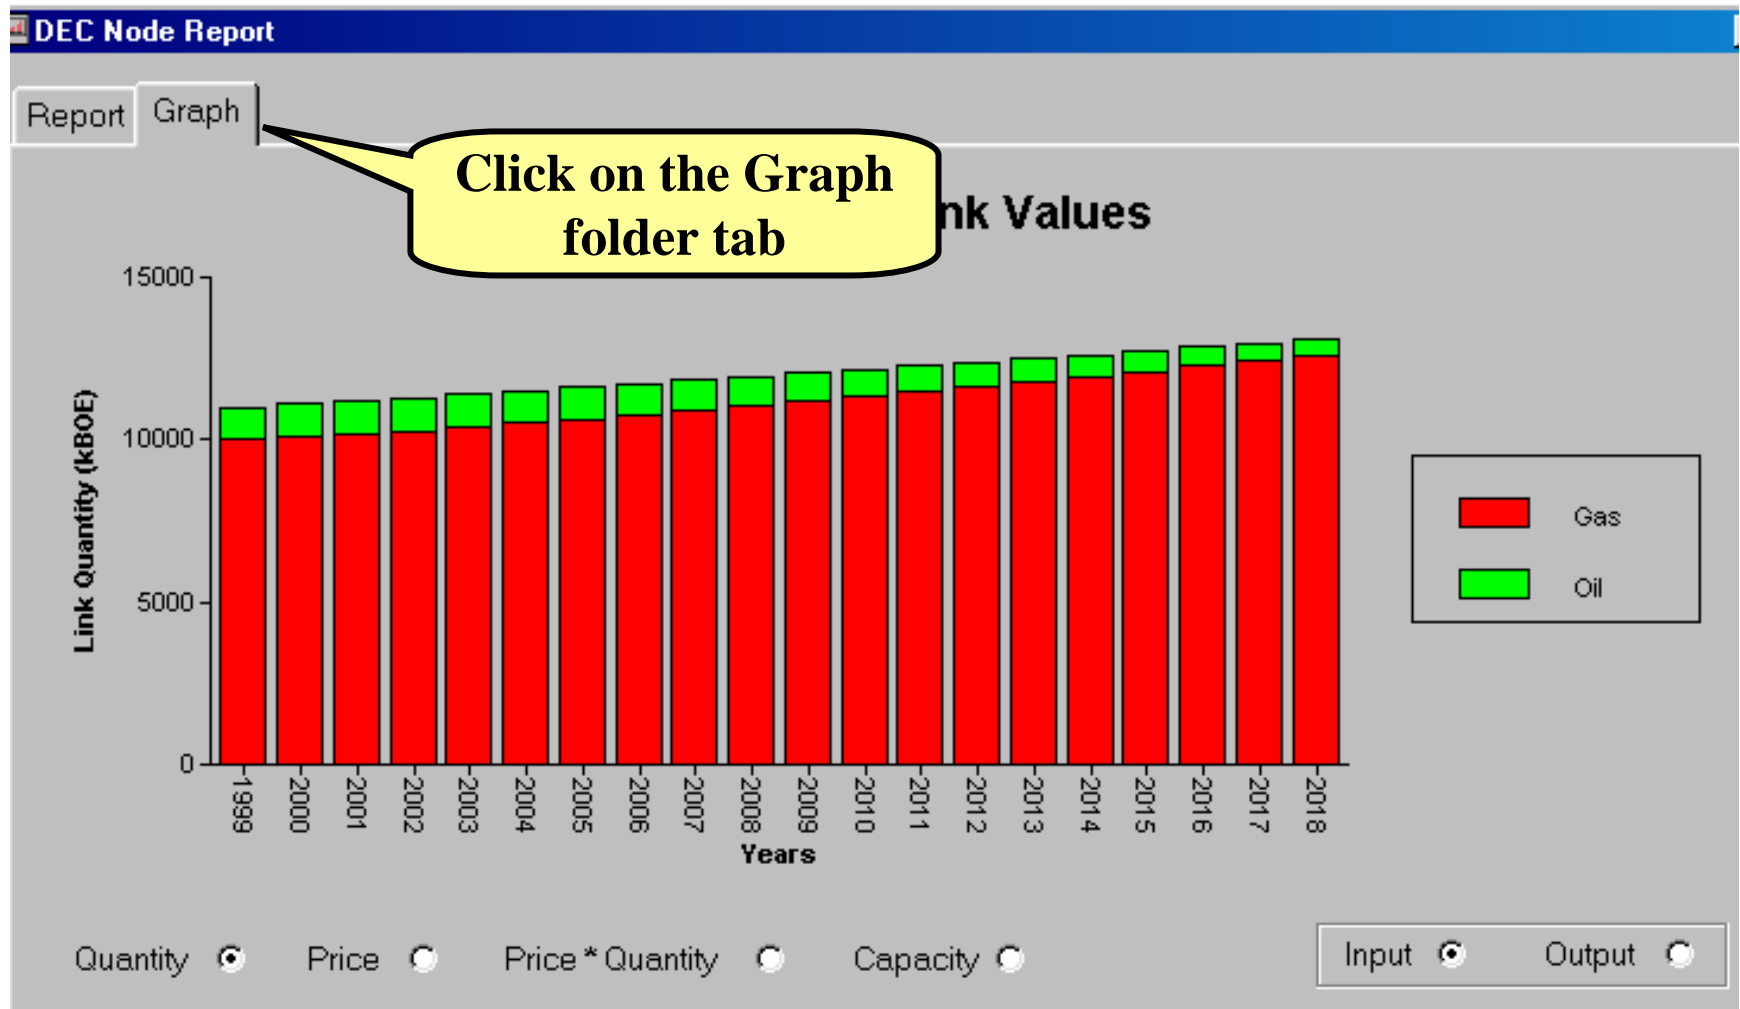 DEC Node Report
Report Graph
Click on the Graph
folder tab
nk Values
15000
10000
5000
0
Link Quantity (kBOE)
1999 2000 2001 2002 2003 2004 2005 2006 2007 2008 2009 2010 2011 2012 2013 2014 2015 2016 2017 2018
Years
Gas
Oil
Quantity Price Price * Quantity Capacity Input Output